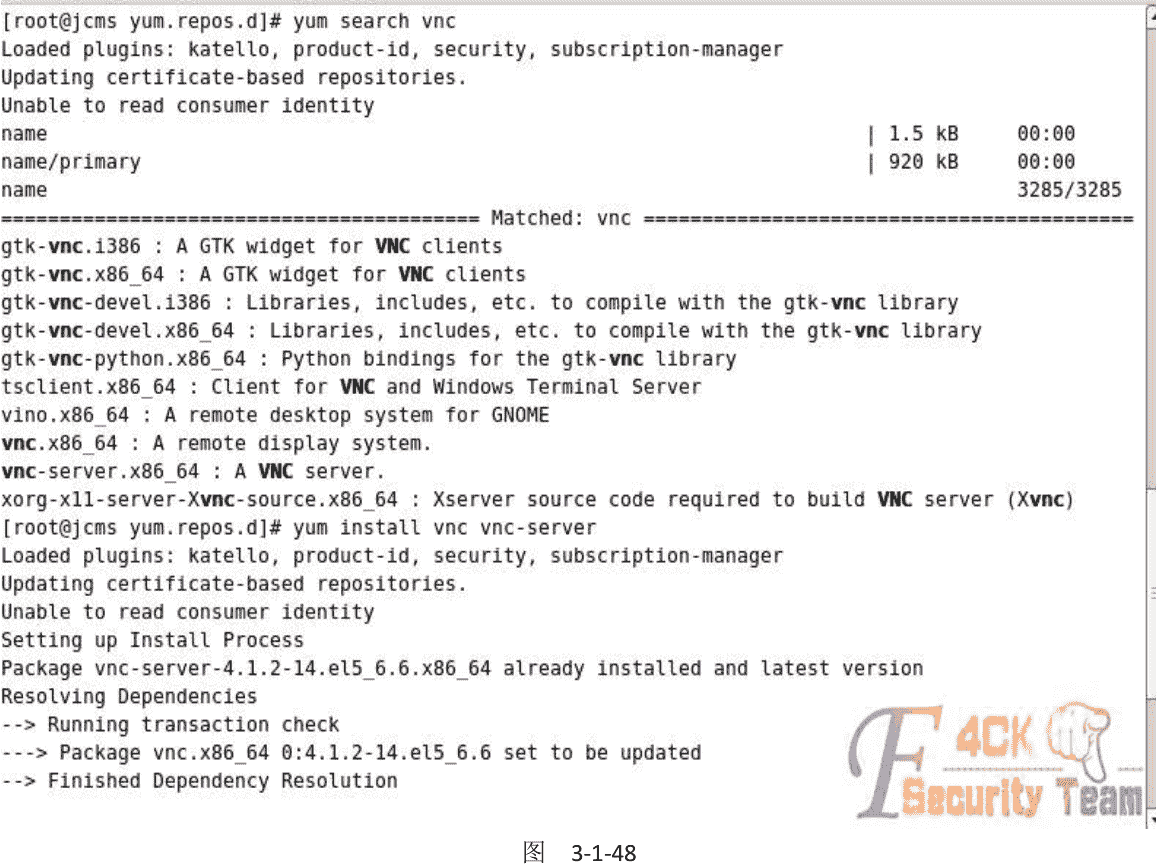 [root@jcms yum.repos.d]# yum search vnc
Loaded plugins: katello, product-id, security, subscription-manager
Updating certificate-based repositories.
Unable to read consumer identity
name | 1.5 kB 00:00
name/primary | 920 kB 00:00
name 3285/3285
========================================= Matched: vnc ==========================================
gtk-vnc.i386 : A GTK widget for VNC clients
gtk-vnc.x86_64 : A GTK widget for VNC clients
gtk-vnc-devel.i386 : Libraries, includes, etc. to compile with the gtk-vnc library
gtk-vnc-devel.x86_64 : Libraries, includes, etc. to compile with the gtk-vnc library
gtk-vnc-python.x86_64 : Python bindings for the gtk-vnc library
tsclient.x86_64 : Client for VNC and Windows Terminal Server
vino.x86_64 : A remote desktop system for GNOME
vnc.x86_64 : A remote display system.
vnc-server.x86_64 : A VNC server.
xorg-x11-server-Xvnc-source.x86_64 : Xserver source code required to build VNC server (Xvnc)
[root@jcms yum.repos.d]# yum install vnc vnc-server
Loaded plugins: katello, product-id, security, subscription-manager
Updating certificate-based repositories.
Unable to read consumer identity
Setting up Install Process
Package vnc-server-4.1.2-14.el5_6.6.x86_64 already installed and latest version
Resolving Dependencies
--> Running transaction check
---> Package vnc.x86_64 0:4.1.2-14.el5_6.6 set to be updated
--> Finished Dependency Resolution
F4CK
Security Team
图 3-1-48